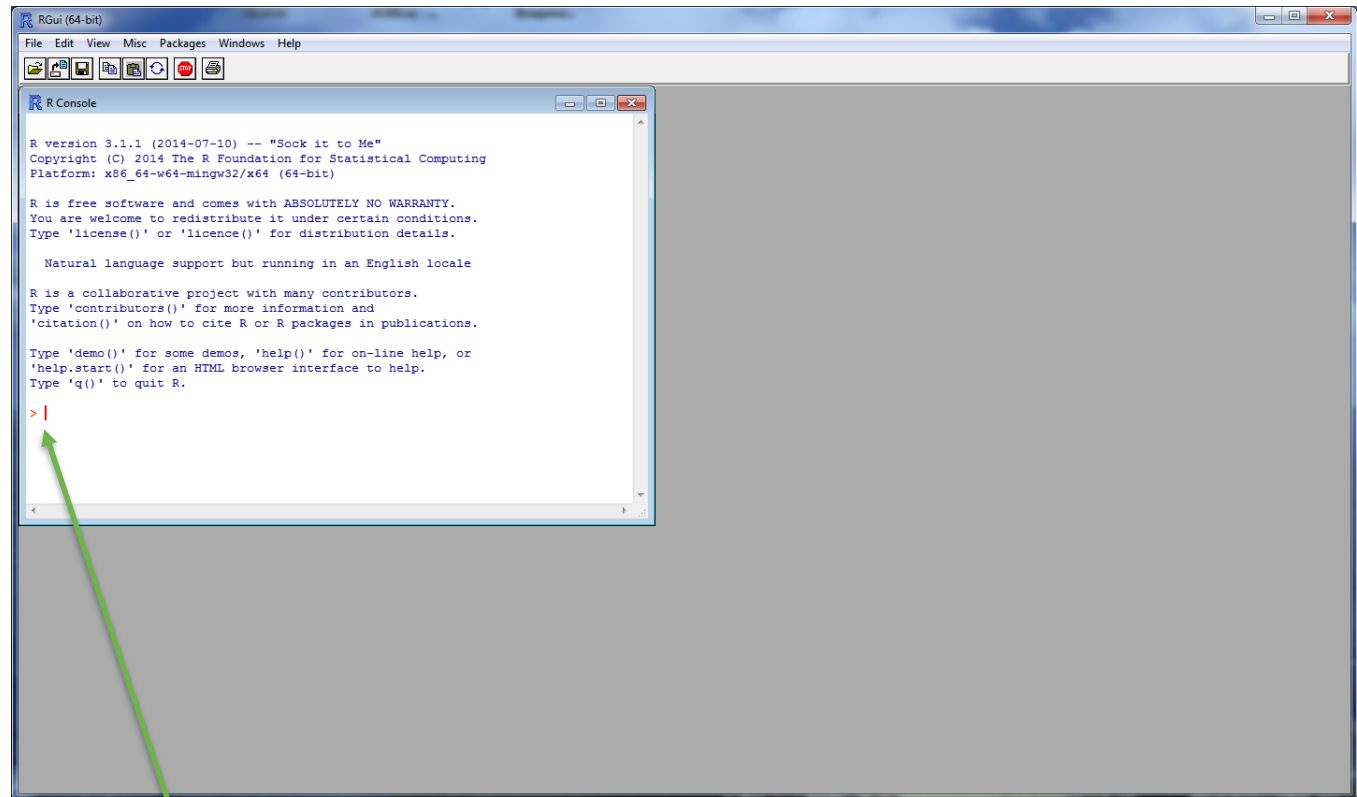 RGui (64-bit)
File Edit View Misc Packages Windows Help
STOP
R Console
R version 3.1.1 (2014-07-10) -- "Sock it to Me"
Copyright (C) 2014 The R Foundation for Statistical Computing
Platform: x86_64-w64-mingw32/x64 (64-bit)
R is free software and comes with ABSOLUTELY NO WARRANTY.
You are welcome to redistribute it under certain conditions.
Type 'license()' or 'licence()' for distribution details.
Natural language support but running in an English locale
R is a collaborative project with many contributors.
Type 'contributors()' for more information and
'citation()' on how to cite R or R packages in publications.
Type 'demo()' for some demos, 'help()' for on-line help, or
'help.start()' for an HTML browser interface to help.
Type 'q()' to quit R.
>